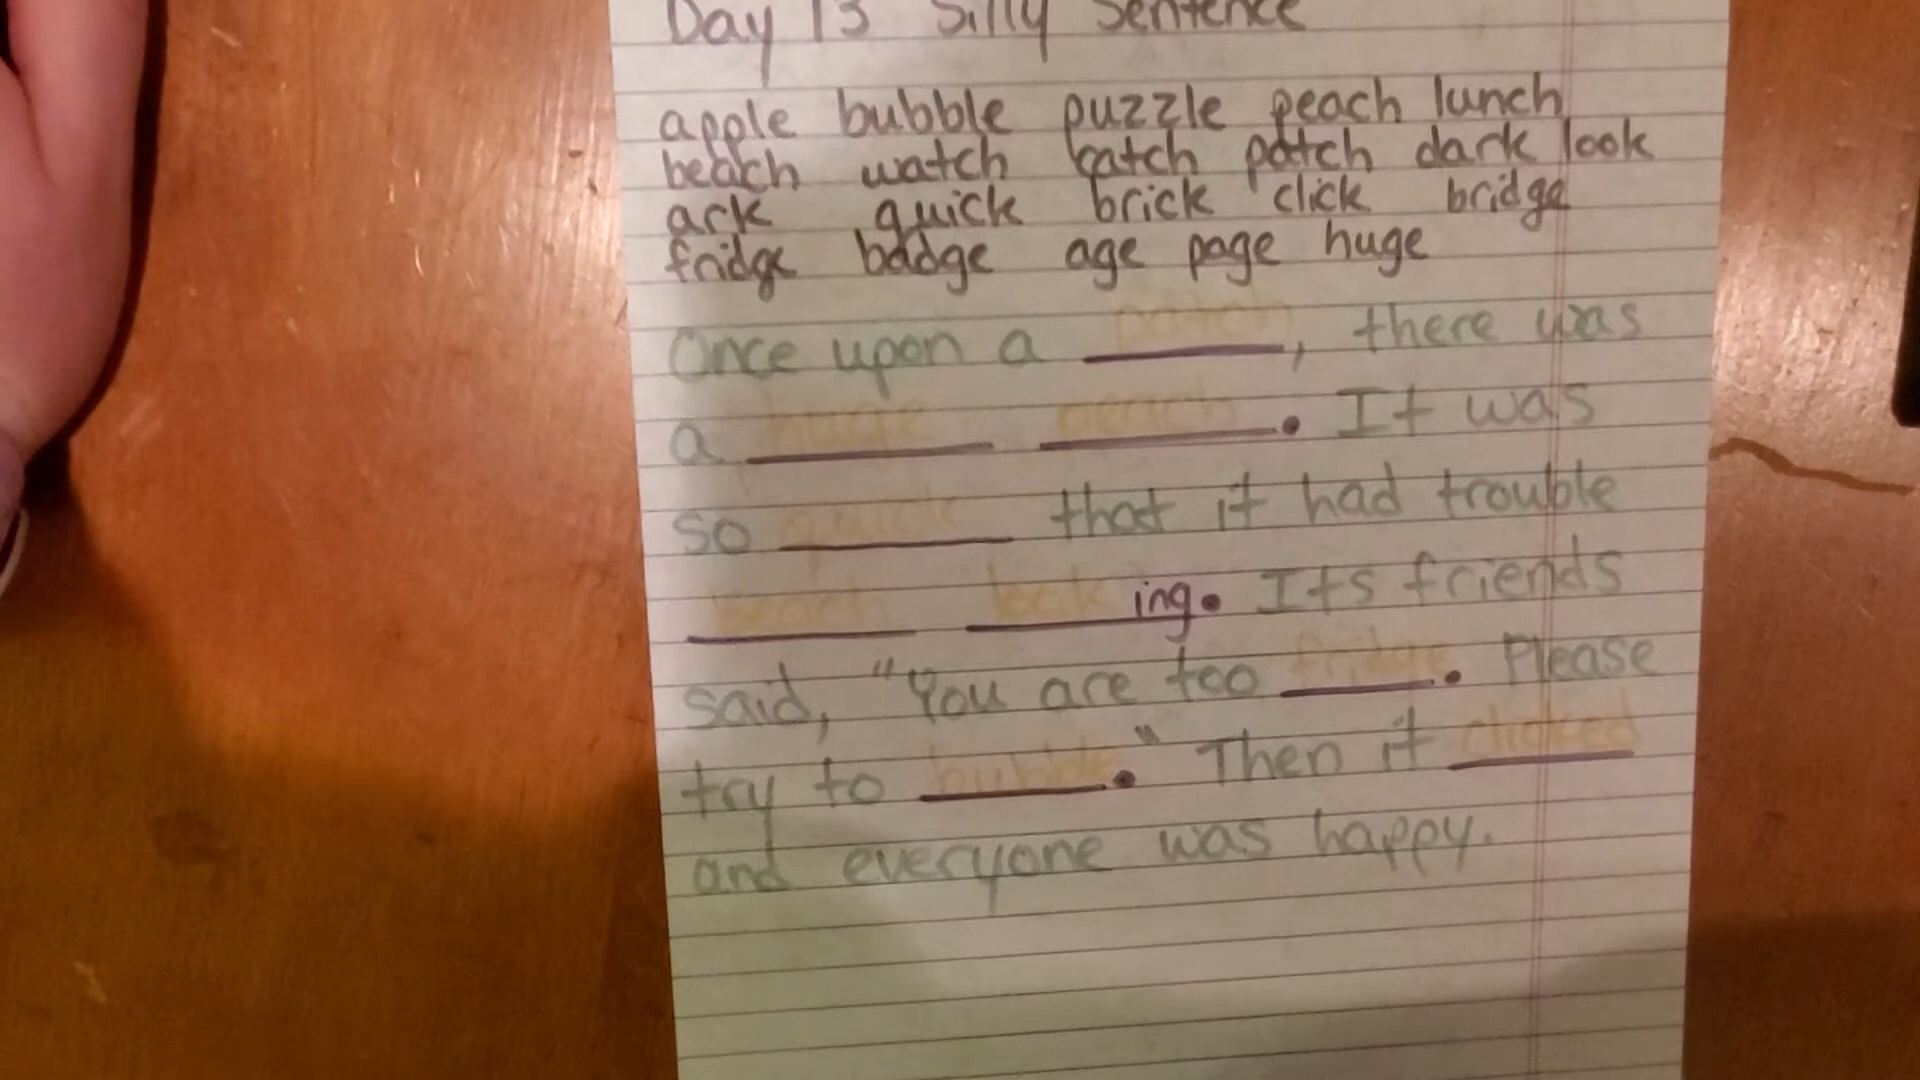 Day 13 Silly Sentence
apple bubble puzzle peach lunch
beach watch catch patch dark look
ark quick brick click bridge
fridge badge age page huge
Once upon a patch, there was
a huge peach. It was
so quick that it had trouble
beach looking. Its friends
said, "You are too fridge. Please
try to bubble." Then it clicked
and everyone was happy.